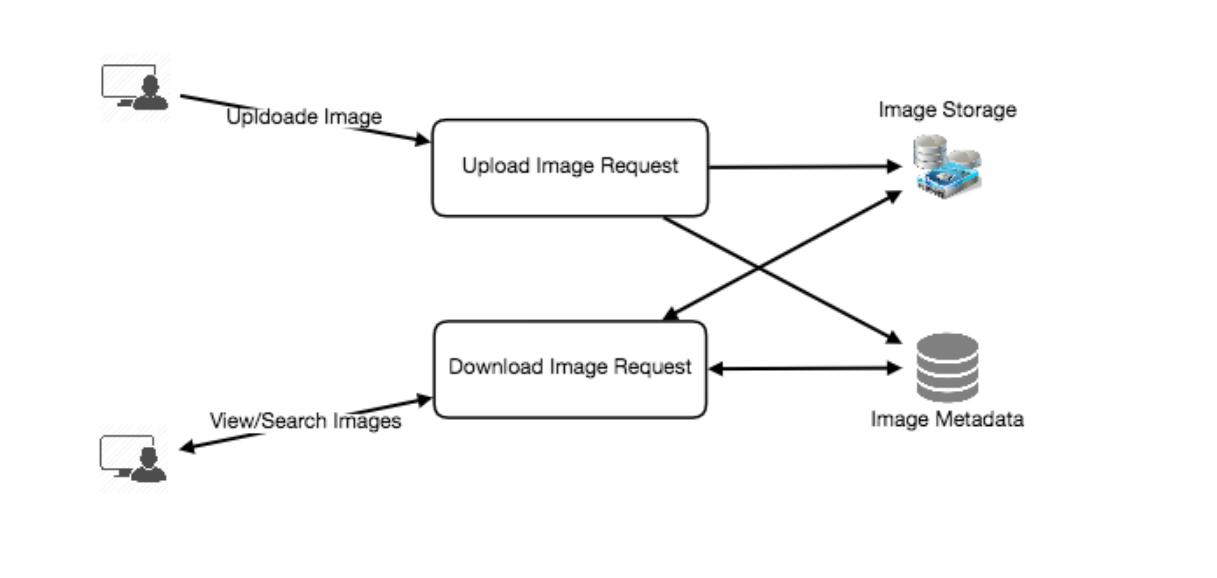 Upldoade Image
Upload Image Request
Image Storage
Download Image Request
View/Search Images
Image Metadata